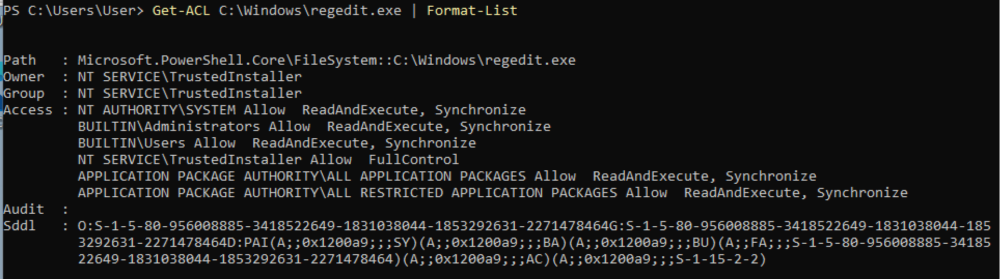 PS C:\Users\User> Get-ACL C:\Windows\regedit.exe | Format-List
Path   : Microsoft.PowerShell.Core\FileSystem::C:\Windows\regedit.exe
Owner  : NT SERVICE\TrustedInstaller
Group  : NT SERVICE\TrustedInstaller
Access : NT AUTHORITY\SYSTEM Allow  ReadAndExecute, Synchronize
         BUILTIN\Administrators Allow  ReadAndExecute, Synchronize
         BUILTIN\Users Allow  ReadAndExecute, Synchronize
         NT SERVICE\TrustedInstaller Allow  FullControl
         APPLICATION PACKAGE AUTHORITY\ALL APPLICATION PACKAGES Allow  ReadAndExecute, Synchronize
         APPLICATION PACKAGE AUTHORITY\ALL RESTRICTED APPLICATION PACKAGES Allow  ReadAndExecute, Synchronize
Audit  :
Sddl   : O:S-1-5-80-956008885-3418522649-1831038044-1853292631-2271478464G:S-1-5-80-956008885-3418522649-1831038044-185
         3292631-2271478464D:PAI(A;;0x1200a9;;;SY)(A;;0x1200a9;;;BA)(A;;0x1200a9;;;BU)(A;;FA;;;S-1-5-80-956008885-34185
         22649-1831038044-1853292631-2271478464)(A;;0x1200a9;;;AC)(A;;0x1200a9;;;S-1-15-2-2)